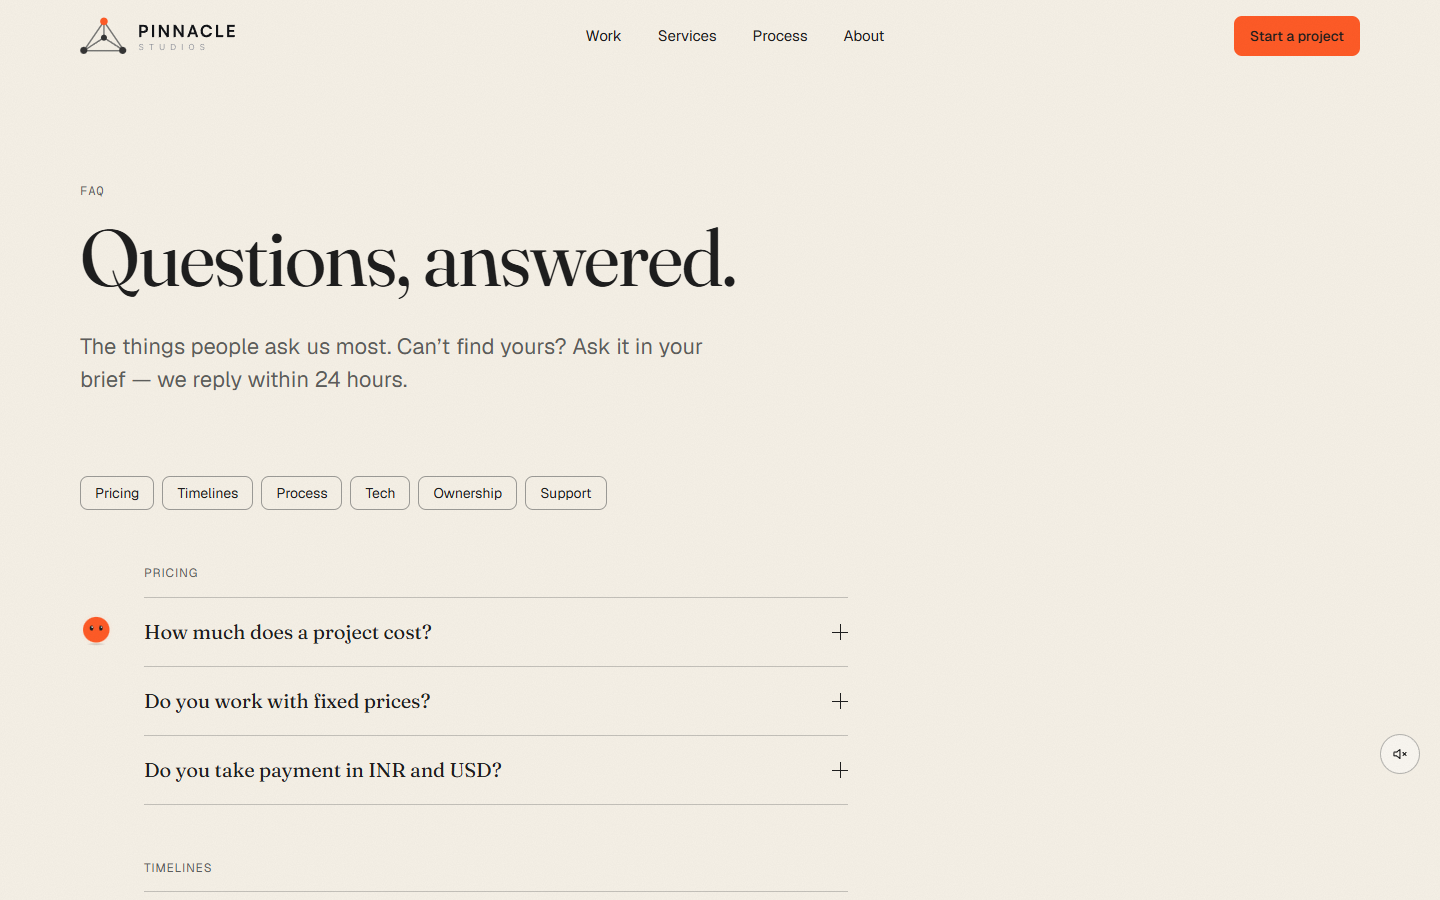 PINNACLE
STUDIOS
Work
Services
Process
About
Start a project
FAQ
Questions, answered.
The things people ask us most. Can’t find yours? Ask it in your
brief — we reply within 24 hours.
Pricing
Timelines
Process
Tech
Ownership
Support
PRICING
How much does a project cost?
Do you work with fixed prices?
Do you take payment in INR and USD?
TIMELINES